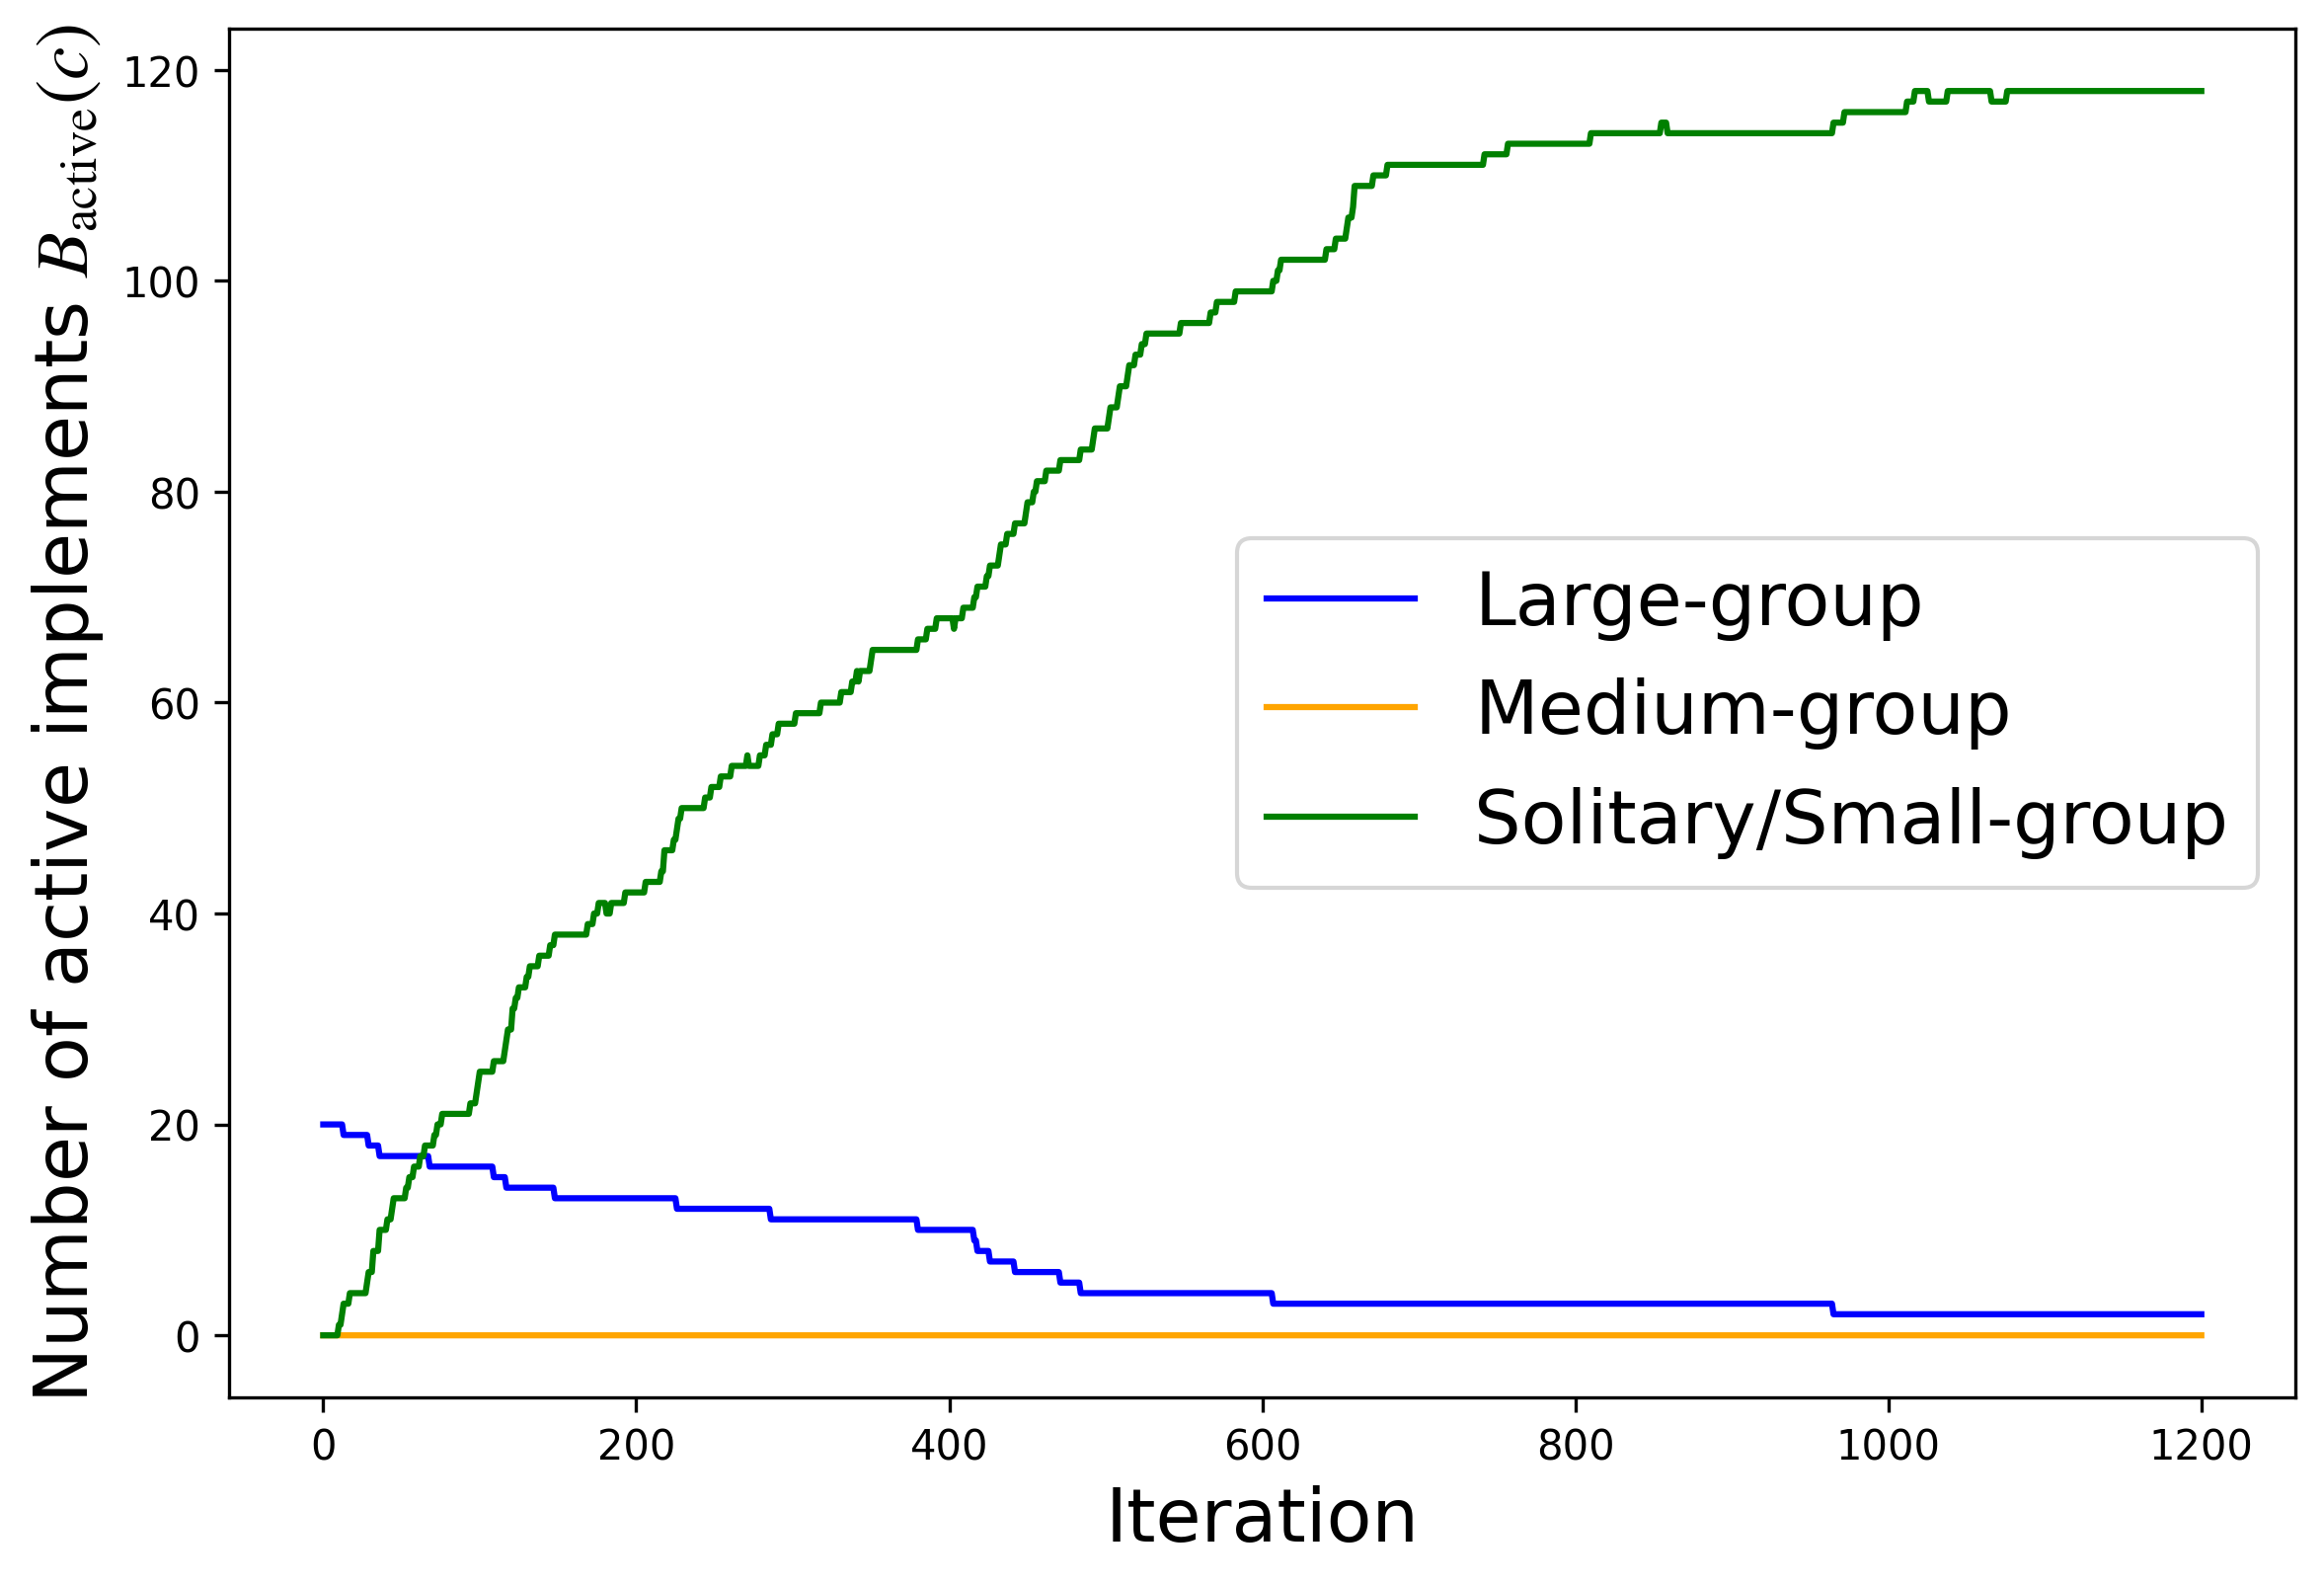 Number of active implements B_active(c)
120
100
80
60
40
20
0
Large-group
Medium-group
Solitary/Small-group
0 200 400 600 800 1000 1200
Iteration